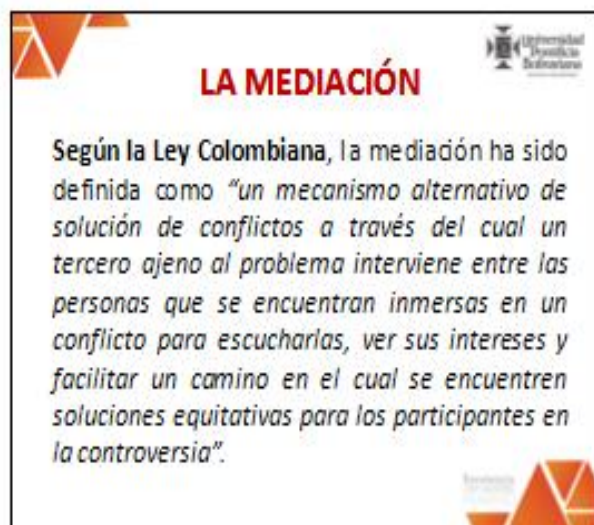 Universidad
Pontificia
Bolivariana
LA MEDIACIÓN
Según la Ley Colombiana, la mediación ha sido
definida como “un mecanismo alternativo de
solución de conflictos a través del cual un
tercero ajeno al problema interviene entre las
personas que se encuentran inmersas en un
conflicto para escucharlas, ver sus intereses y
facilitar un camino en el cual se encuentren
soluciones equitativas para los participantes en
la controversia”.